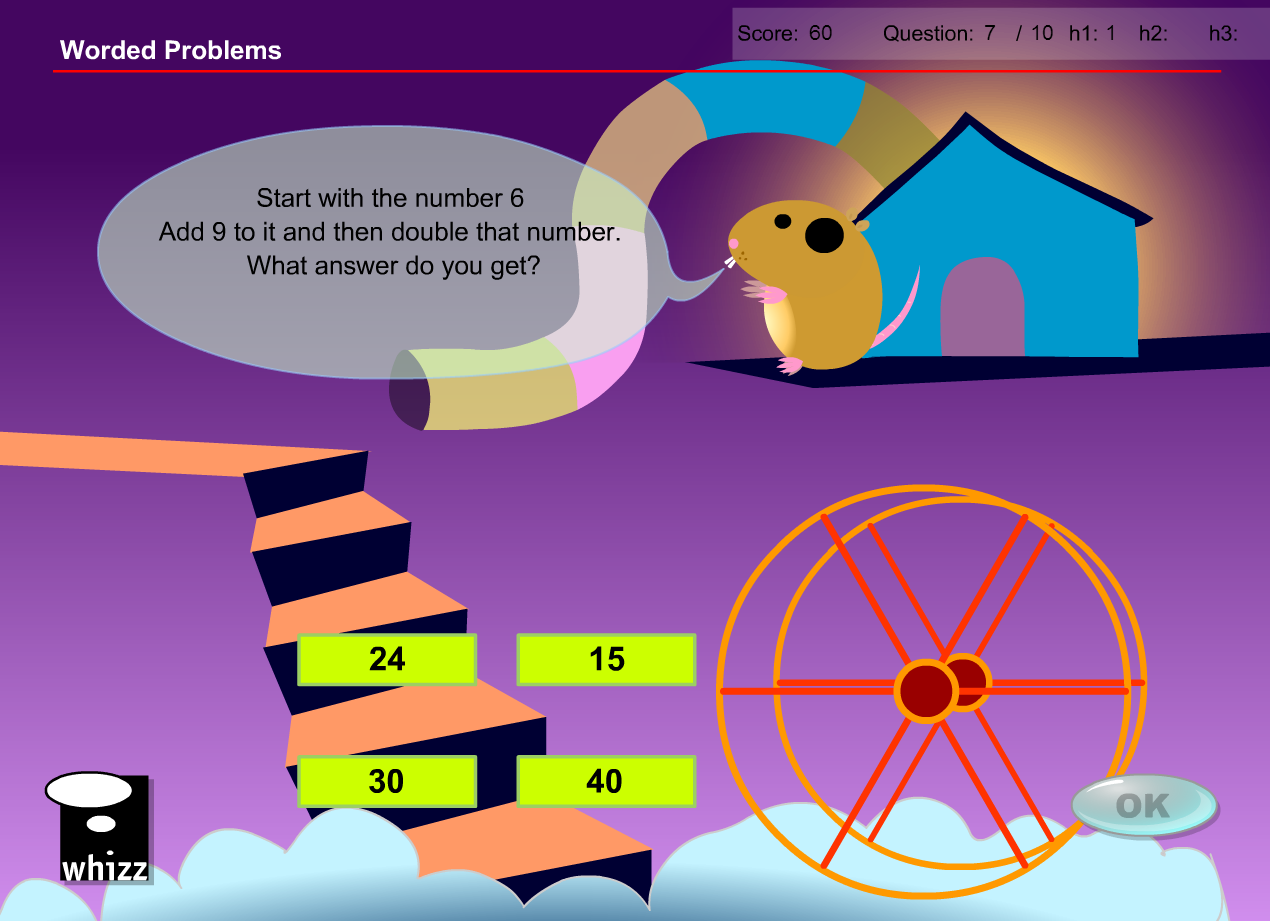 Worded Problems
Score: 60 Question: 7 / 10 h1: 1 h2: h3:
Start with the number 6
Add 9 to it and then double that number.
What answer do you get?
24 15
30 40
OK
whizz